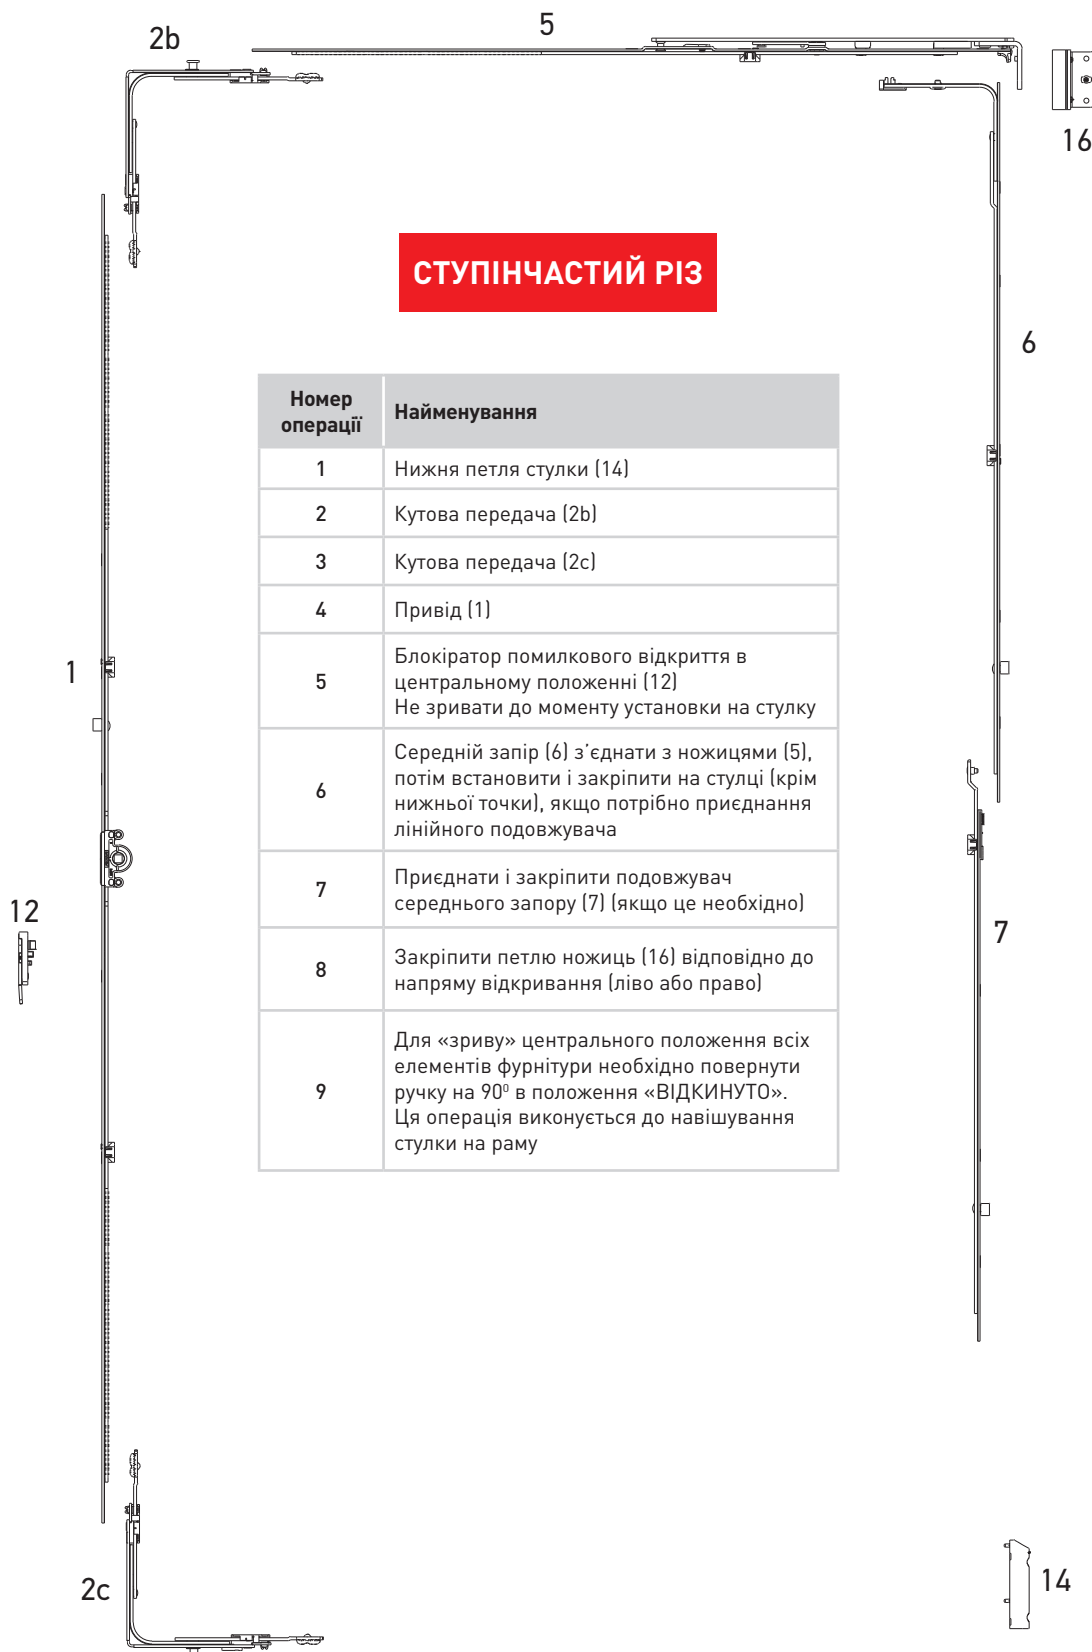 5
2b
16
СТУПІНЧАСТИЙ РІЗ
6
Номер операції
Найменування
1
Нижня петля стулки (14)
2
Кутова передача (2b)
3
Кутова передача (2c)
4
Привід (1)
5
Блокіратор помилкового відкриття в
центральному положенні (12)
Не зривати до моменту установки на стулку
6
Середній запір (6) з’єднати з ножицями (5),
потім встановити і закріпити на стулці (крім
нижньої точки), якщо потрібно приєднання
лінійного подовжувача
7
Приєднати і закріпити подовжувач
середнього запору (7) (якщо це необхідно)
8
Закріпити петлю ножиць (16) відповідно до
напряму відкривання (ліво або право)
9
Для «зриву» центрального положення всіх
елементів фурнітури необхідно повернути
ручку на 90⁰ в положення «ВІДКИНУТО».
Ця операція виконується до навішування
стулки на раму
1
12
7
2c
14